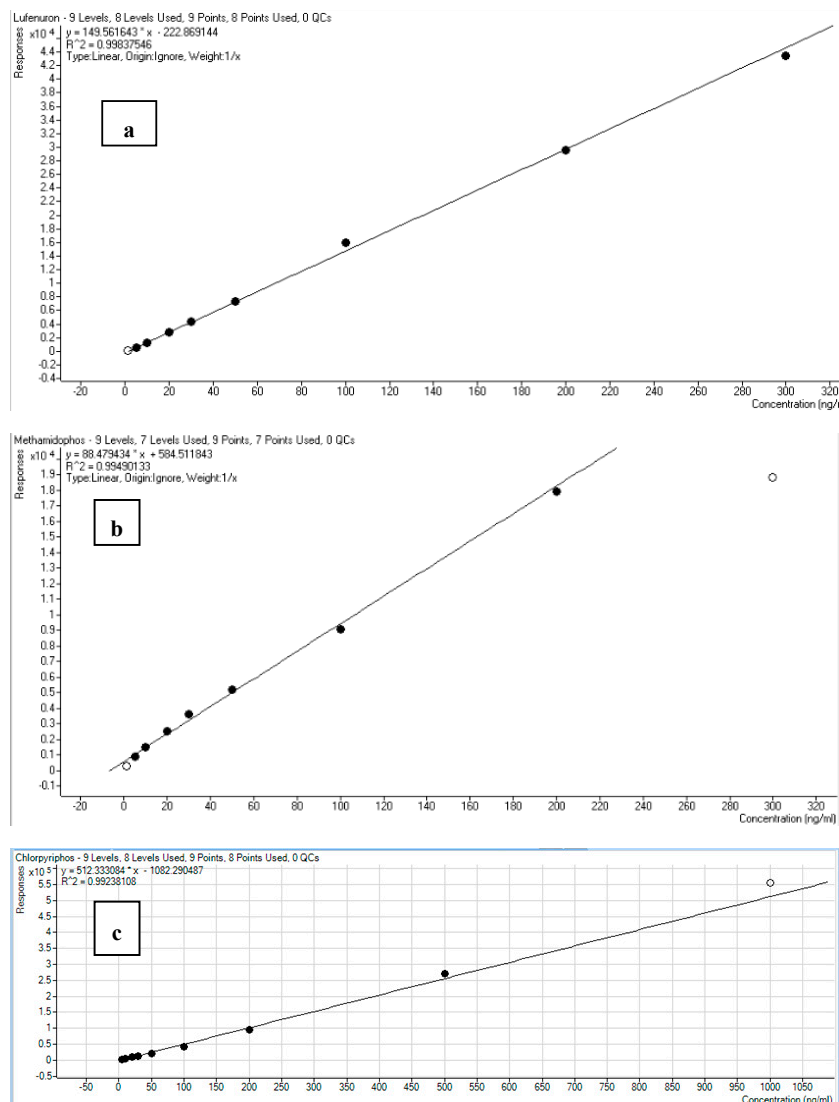 Lufenuron - 9 Levels, 8 Levels Used, 9 Points, 8 Points Used, 0 QCs
Responses
x10 4
y = 149.561643 * x - 222.869144
R^2 = 0.99837546
Type:Linear, Origin:Ignore, Weight:1/x
a
4.4
4.2
4
3.8
3.6
3.4
3.2
3
2.8
2.6
2.4
2.2
2
1.8
1.6
1.4
1.2
1
0.8
0.6
0.4
0.2
0
-0.2
-0.4
-20 0 20 40 60 80 100 120 140 160 180 200 220 240 260 280 300 320
Concentration (ng/
Methamidophos - 9 Levels, 7 Levels Used, 9 Points, 7 Points Used, 0 QCs
Responses
x10 4
y = 88.479434 * x + 584.511843
R^2 = 0.99490133
Type:Linear, Origin:Ignore, Weight:1/x
b
1.9
1.8
1.7
1.6
1.5
1.4
1.3
1.2
1.1
1
0.9
0.8
0.7
0.6
0.5
0.4
0.3
0.2
0.1
0
-0.1
-20 0 20 40 60 80 100 120 140 160 180 200 220 240 260 280 300 320
Concentration (ng/ml)
Chlorpyriphos - 9 Levels, 8 Levels Used, 9 Points, 8 Points Used, 0 QCs
Responses
x10 5
y = 512.333084 * x - 1082.290487
R^2 = 0.99238108
c
5.5
5
4.5
4
3.5
3
2.5
2
1.5
1
0.5
0
-0.5
-50 0 50 100 150 200 250 300 350 400 450 500 550 600 650 700 750 800 850 900 950 1000 1050
Concentration (ng/ml)